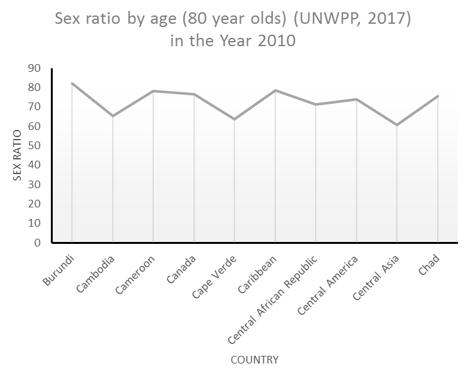 Sex ratio by age (80 year olds) (UNWPP, 2017)
in the Year 2010
SEX RATIO
90
80
70
60
50
40
30
20
10
0
Burundi
Cambodia
Cameroon
Canada
Cape Verde
Caribbean
Central African Republic
Central America
Central Asia
Chad
COUNTRY